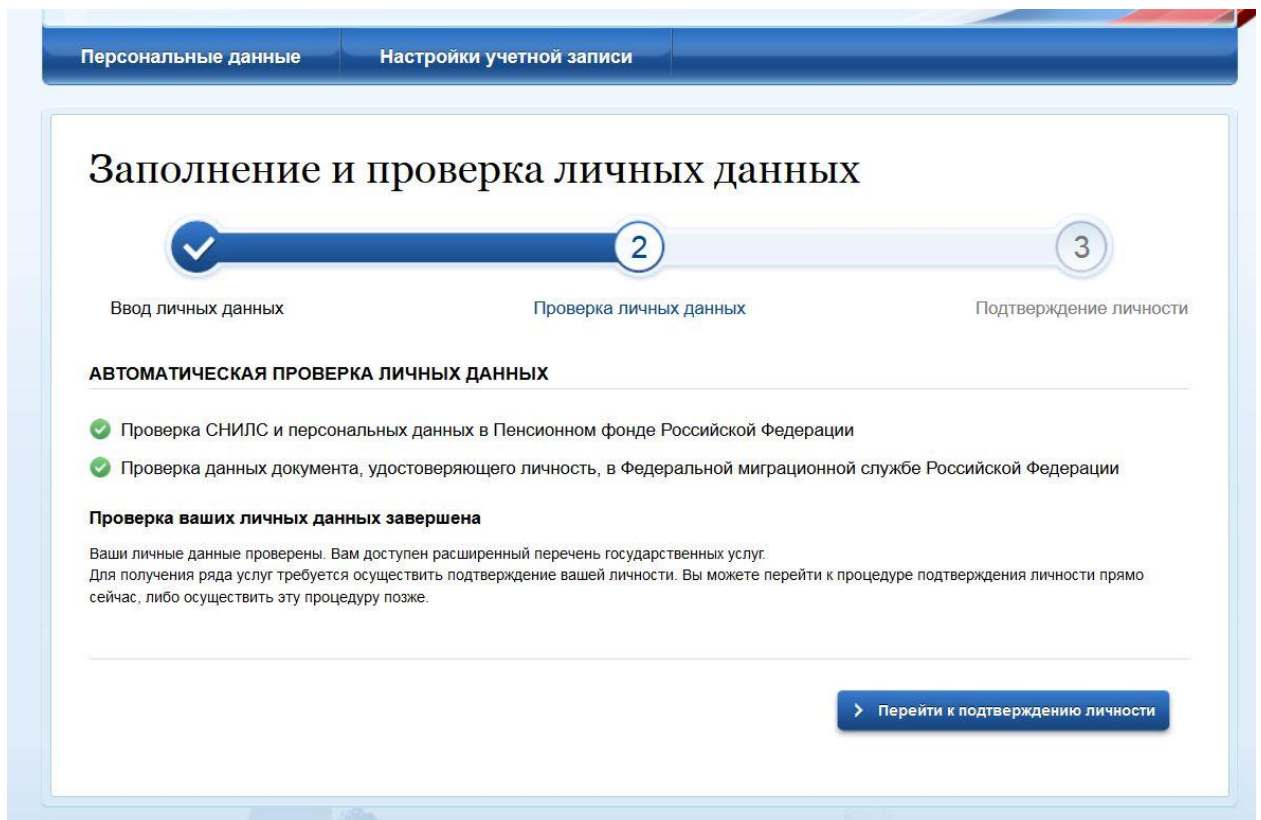 Персональные данные Настройки учетной записи
Заполнение и проверка личных данных
2 3
Ввод личных данных Проверка личных данных Подтверждение личности
АВТОМАТИЧЕСКАЯ ПРОВЕРКА ЛИЧНЫХ ДАННЫХ
Проверка СНИЛС и персональных данных в Пенсионном фонде Российской Федерации
Проверка данных документа, удостоверяющего личность, в Федеральной миграционной службе Российской Федерации
Проверка ваших личных данных завершена
Ваши личные данные проверены. Вам доступен расширенный перечень государственных услуг.
Для получения ряда услуг требуется осуществить подтверждение вашей личности. Вы можете перейти к процедуре подтверждения личности прямо
сейчас, либо осуществить эту процедуру позже.
Перейти к подтверждению личности